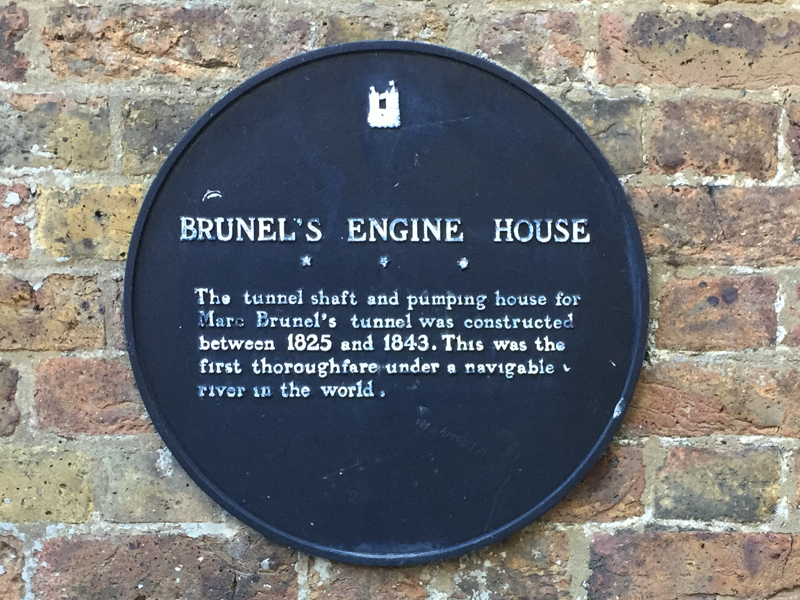 BRUNEL'S ENGINE HOUSE
The tunnel shaft and pumping house for
Marc Brunel's tunnel was constructed
between 1825 and 1843. This was the
first thoroughfare under a navigable
river in the world.